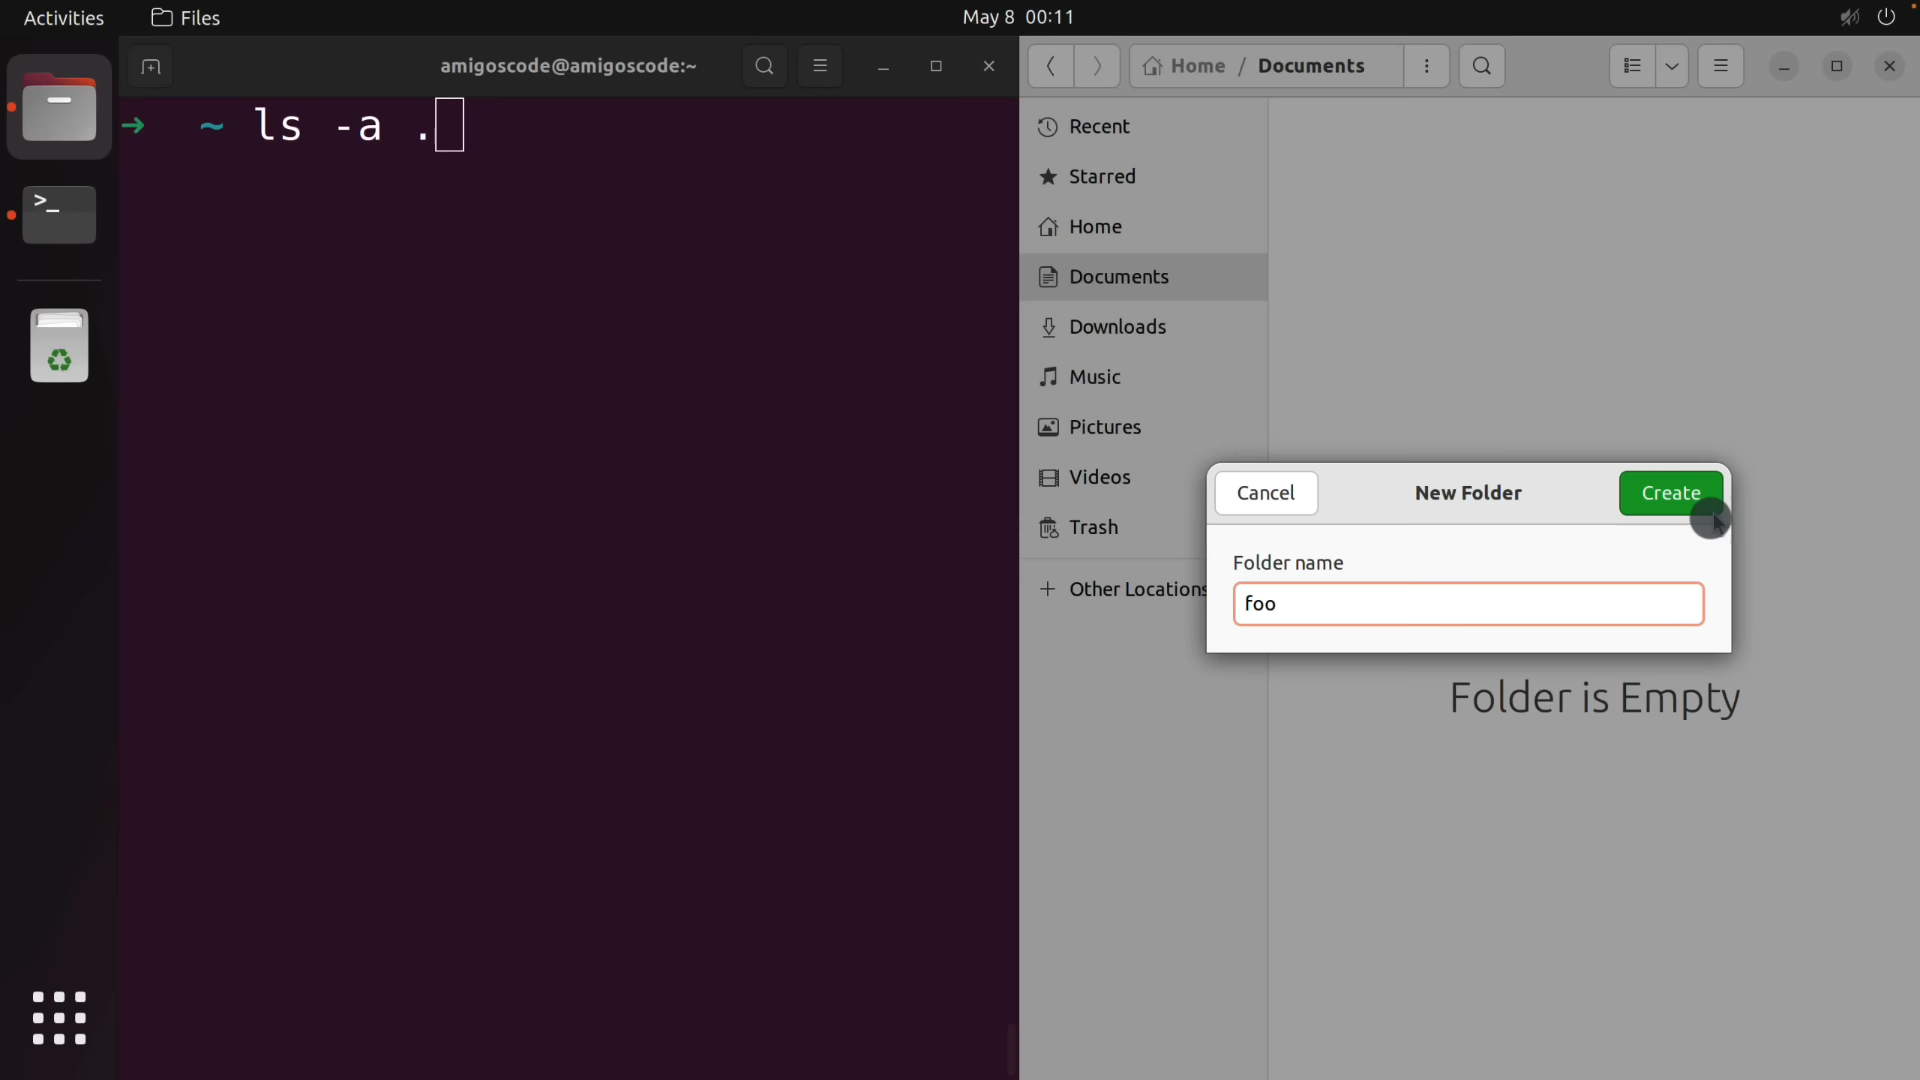 Activities
Files
May 8 00:11
amigoscode@amigoscode:~
Home / Documents
➜ ~ ls -a .
>_
Recent
Starred
Home
Documents
Downloads
Music
Pictures
Videos
Trash
+ Other Locations
Cancel
New Folder
Create
Folder name
foo
Folder is Empty